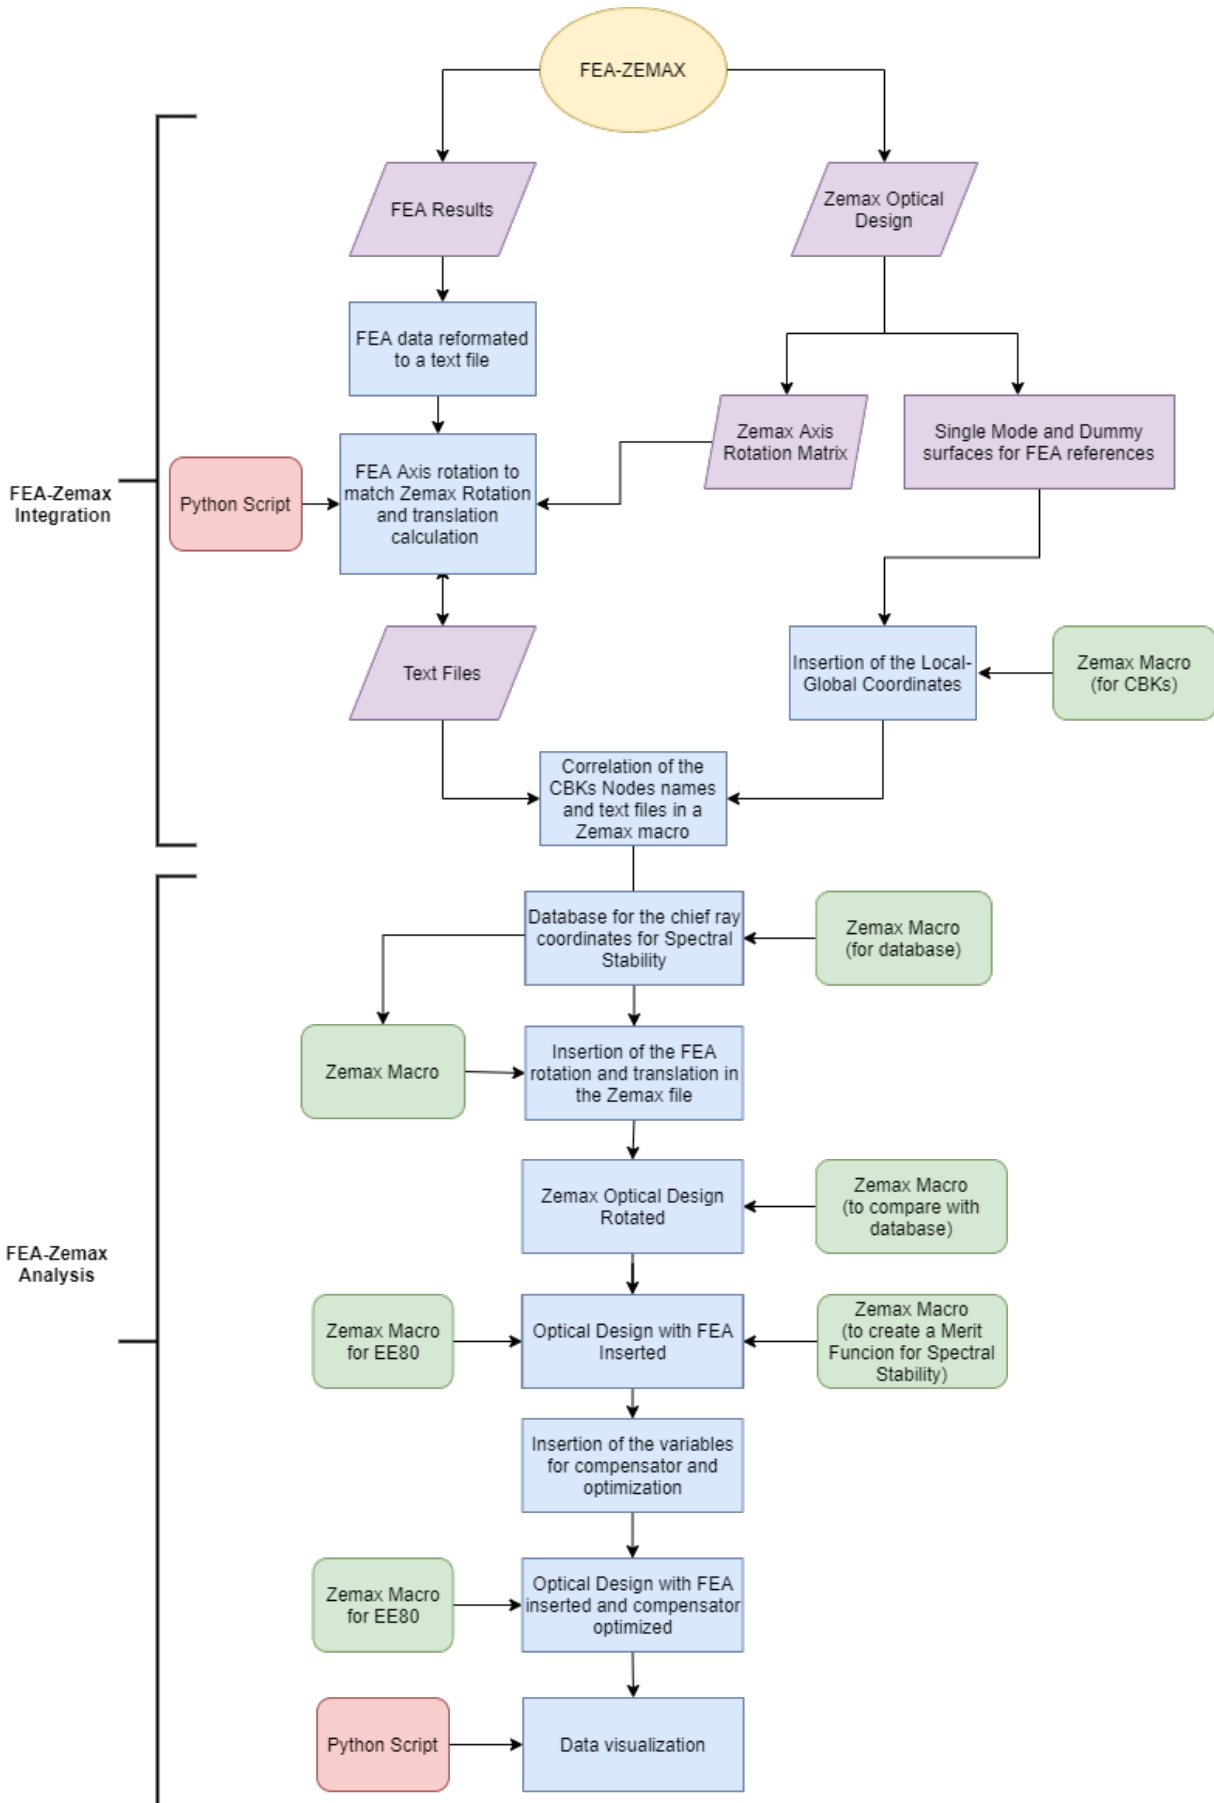 FEA-ZEMAX
FEA Results
Zemax Optical
Design
FEA data reformated
to a text file
Zemax Axis
Rotation Matrix
Single Mode and Dummy
surfaces for FEA references
FEA-Zemax
Integration
Python Script
FEA Axis rotation to
match Zemax Rotation
and translation
calculation
Text Files
Insertion of the Local-
Global Coordinates
Zemax Macro
(for CBKs)
Correlation of the
CBKs Nodes names
and text files in a
Zemax macro
Database for the chief ray
coordinates for Spectral
Stability
Zemax Macro
(for database)
Zemax Macro
Insertion of the FEA
rotation and translation in
the Zemax file
Zemax Optical Design
Rotated
Zemax Macro
(to compare with
database)
FEA-Zemax
Analysis
Zemax Macro
for EE80
Optical Design with FEA
Inserted
Zemax Macro
(to create a Merit
Funcion for Spectral
Stability)
Insertion of the variables
for compensator and
optimization
Zemax Macro
for EE80
Optical Design with FEA
inserted and compensator
optimized
Python Script
Data visualization